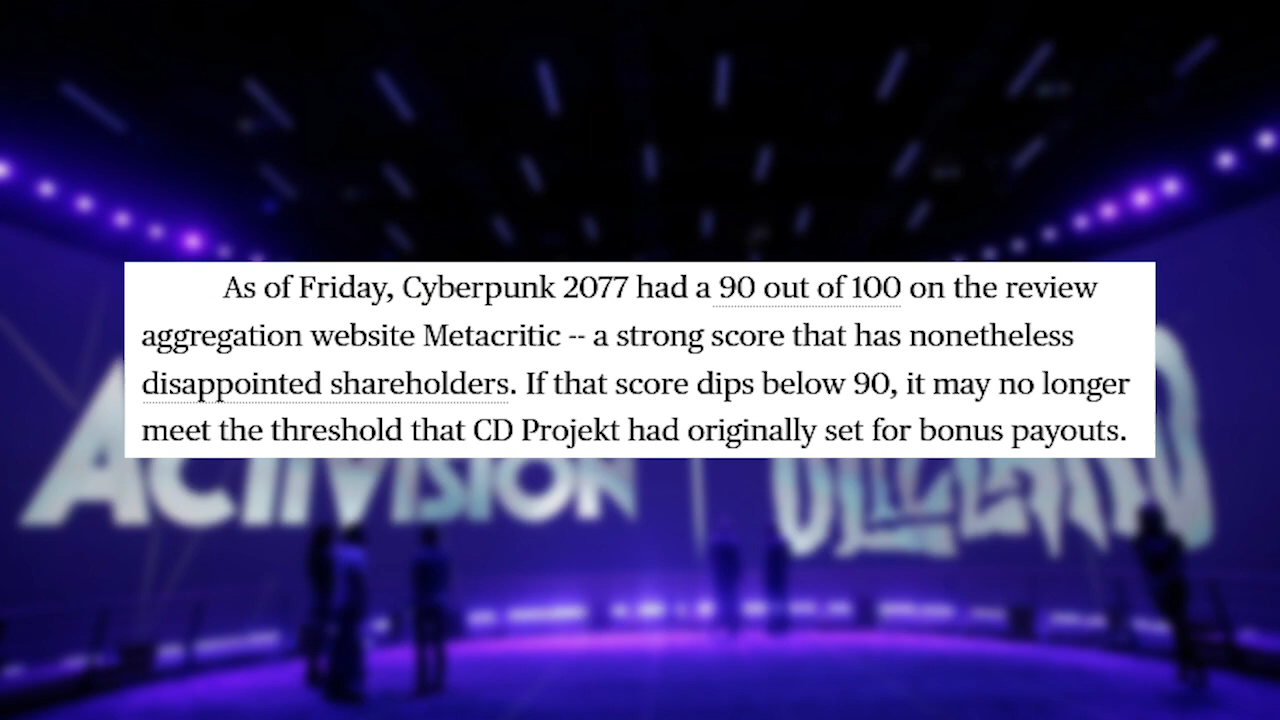 As of Friday, Cyberpunk 2077 had a 90 out of 100 on the review
aggregation website Metacritic -- a strong score that has nonetheless
disappointed shareholders. If that score dips below 90, it may no longer
meet the threshold that CD Projekt had originally set for bonus payouts.
ACTIVISION | BLIZZARD